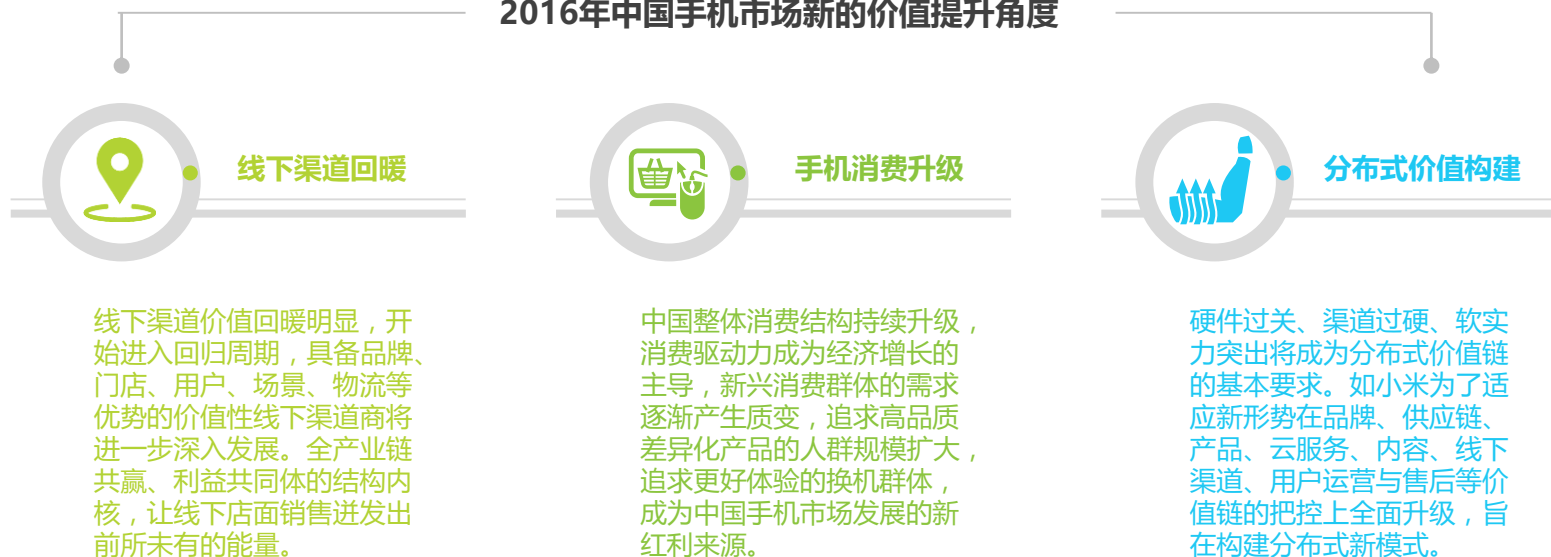 2016年中国手机市场新的价值提升角度
线下渠道回暖
线下渠道价值回暖明显，开
始进入回归周期，具备品牌、
门店、用户、场景、物流等
优势的价值性线下渠道商将
进一步深入发展。全产业链
共赢、利益共同体的结构内
核，让线下店面销售迸发出
前所未有的能量。
手机消费升级
中国整体消费结构持续升级，
消费驱动力成为经济增长的
主导，新兴消费群体的需求
逐渐产生质变，追求高品质
差异化产品的人群规模扩大，
追求更好体验的换机群体，
成为中国手机市场发展的新
红利来源。
分布式价值构建
硬件过关、渠道过硬、软实
力突出将成为分布式价值链
的基本要求。如小米为了适
应新形势在品牌、供应链、
产品、云服务、内容、线下
渠道、用户运营与售后等价
值链的把控上全面升级，旨
在构建分布式新模式。